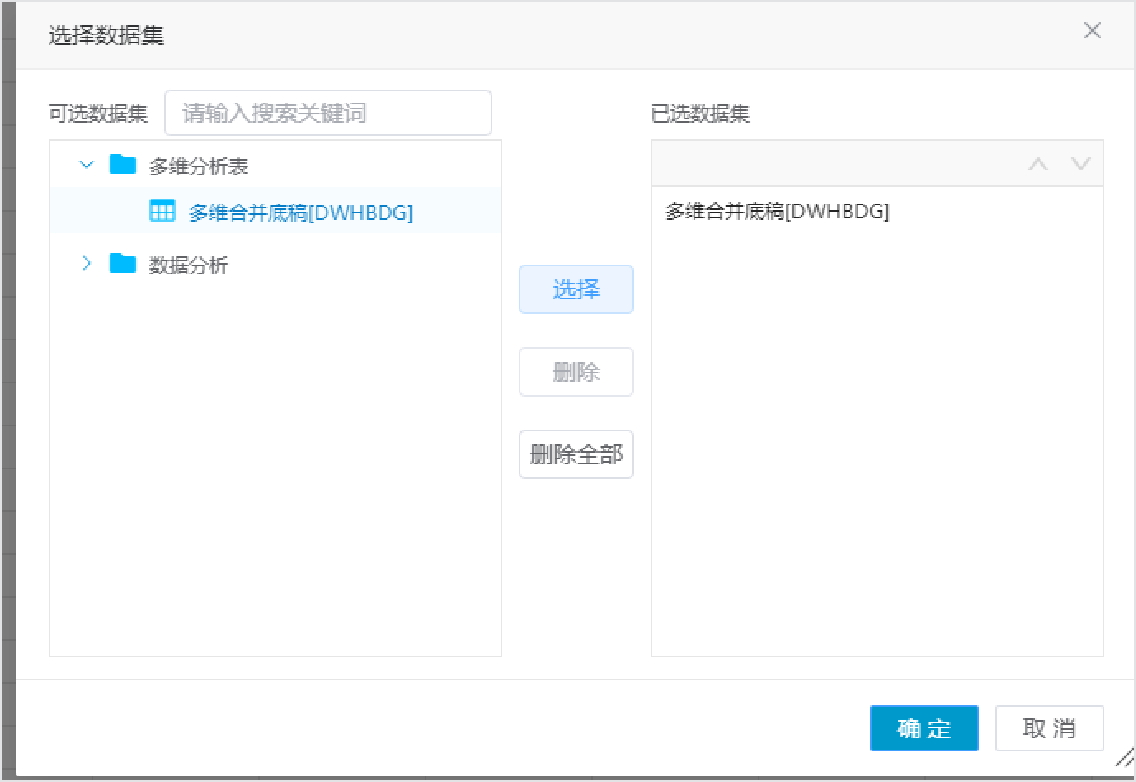 选择数据集
可选数据集
请输入搜索关键词
多维分析表
多维合并底稿[DWHBDG]
数据分析
选择
删除
删除全部
已选数据集
多维合并底稿[DWHBDG]
确定
取消